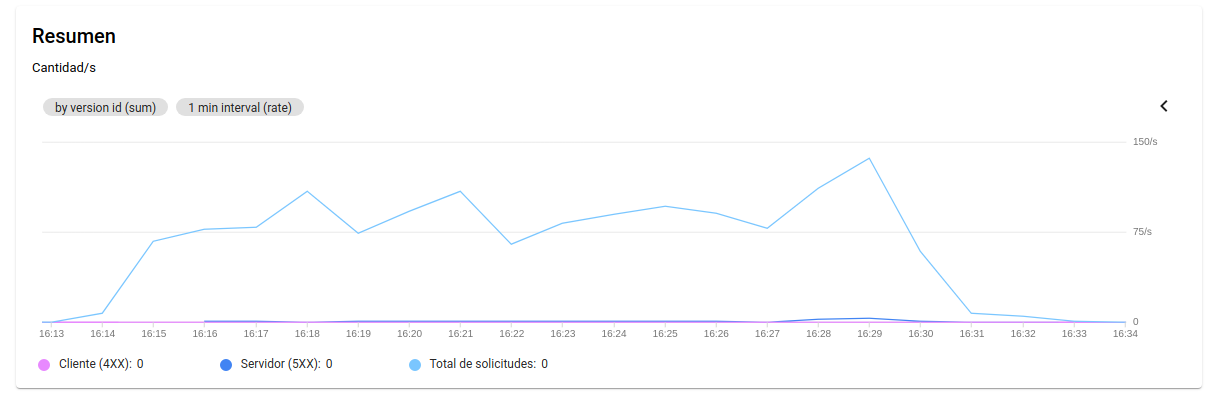 Resumen
Cantidad/s
by version id (sum) 1 min interval (rate)
150/s
75/s
0
16:13 16:14 16:15 16:16 16:17 16:18 16:19 16:20 16:21 16:22 16:23 16:24 16:25 16:26 16:27 16:28 16:29 16:30 16:31 16:32 16:33 16:34
Cliente (4XX): 0 Servidor (5XX): 0 Total de solicitudes: 0